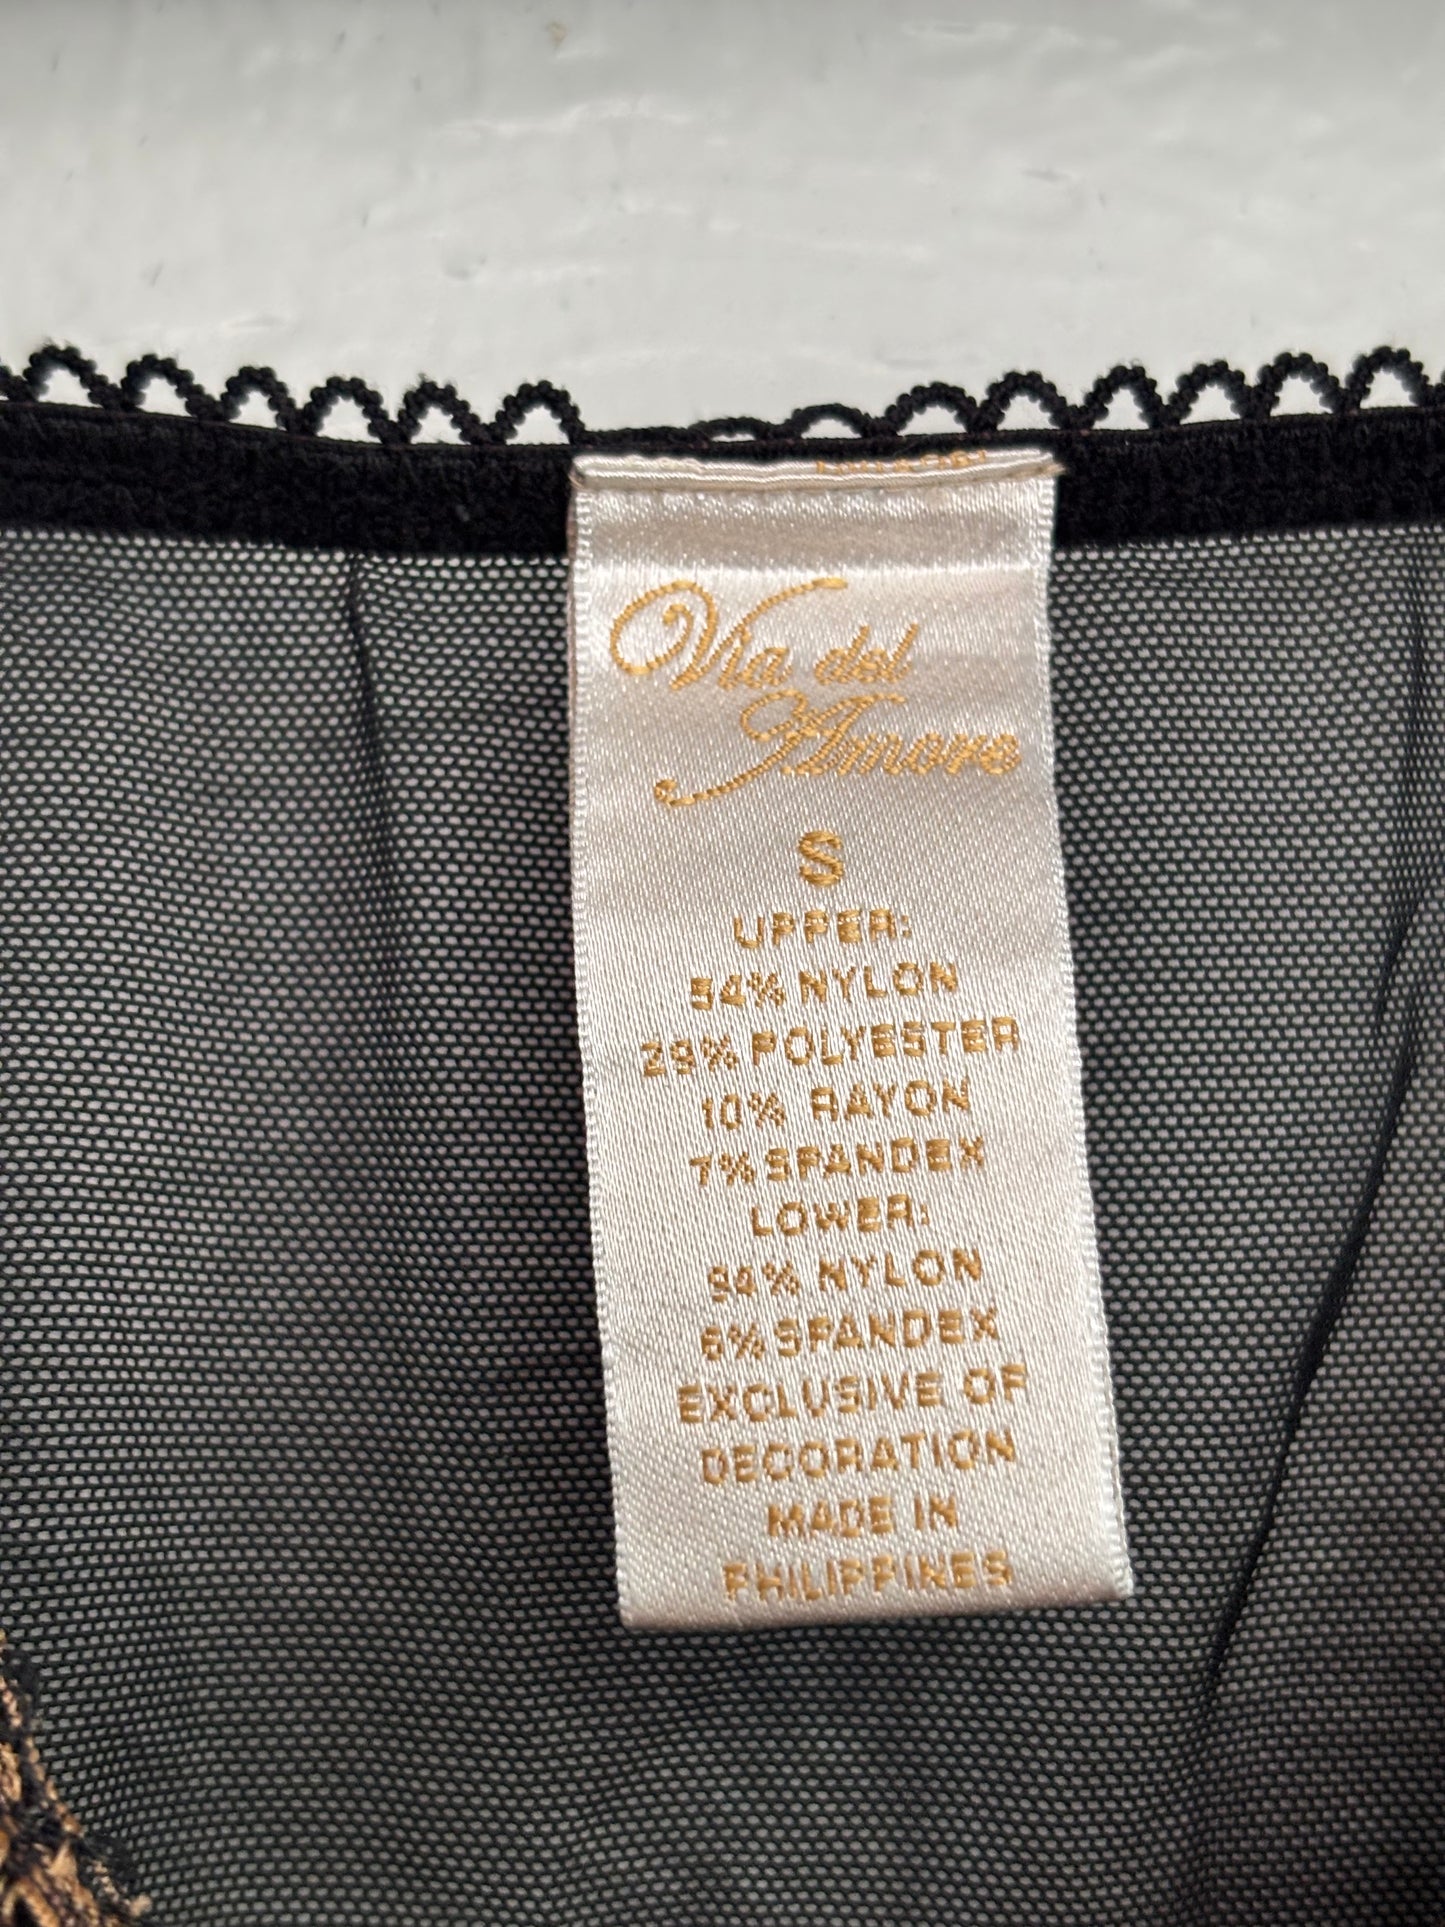 Via del
Amore
S
UPPER:
54% NYLON
29% POLYESTER
10% RAYON
7% SPANDEX
LOWER:
94% NYLON
6% SPANDEX
EXCLUSIVE OF
DECORATION
MADE IN
PHILIPPINES